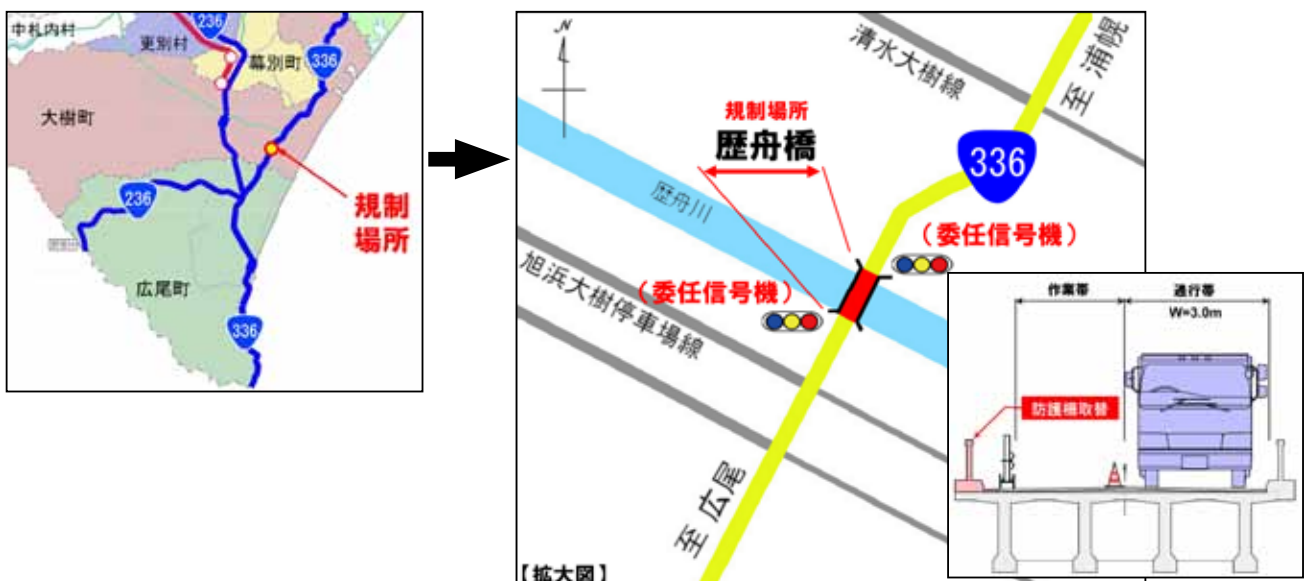 中札内村
更別村
236
幕別町
336
大樹町
236
規制
場所
広尾町
336
N
清水大樹線
至 浦幌
規制場所
歴舟橋
336
歴舟川
(委任信号機)
(委任信号機)
旭浜大樹停車場線
至 広尾
【拡大図】
作業帯
通行帯
W=3.0m
防護柵取替